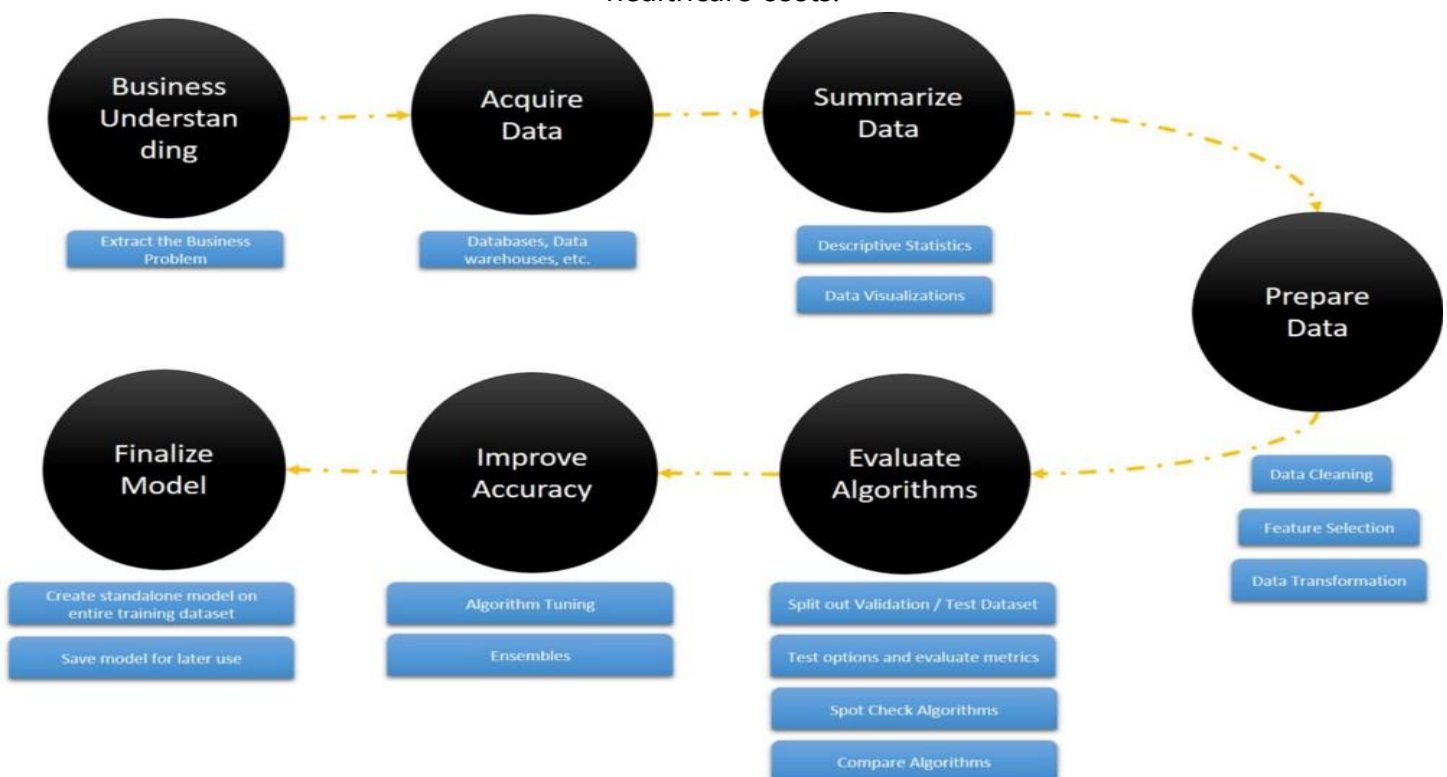 healthcare costs.
Business
Understan
ding
Extract the Business
Problem
Acquire
Data
Databases, Data
warehouses, etc.
Summarize
Data
Descriptive Statistics
Data Visualizations
Prepare
Data
Data Cleaning
Feature Selection
Data Transformation
Evaluate
Algorithms
Split out Validation / Test Dataset
Test options and evaluate metrics
Spot Check Algorithms
Compare Algorithms
Improve
Accuracy
Algorithm Tuning
Ensembles
Finalize
Model
Create standalone model on
entire training dataset
Save model for later use